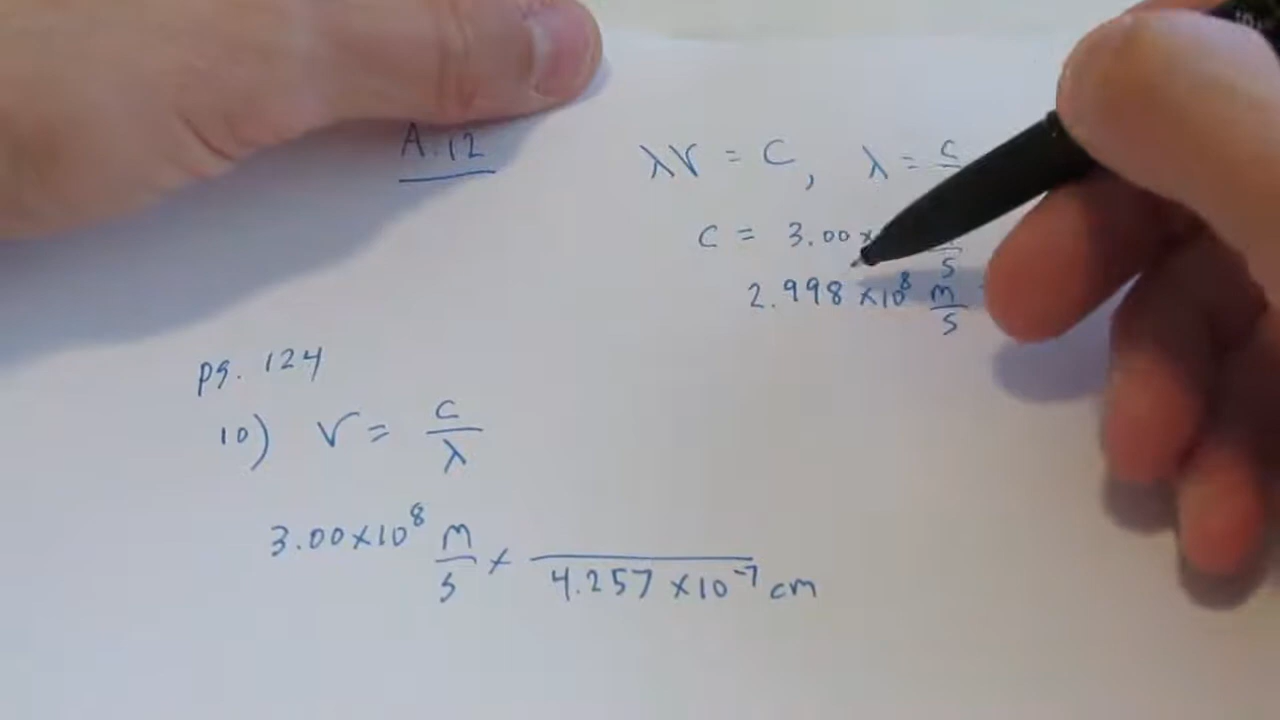 A.12
λν = c, λ = c
c = 3.00 ×
s
2.998 ×10⁸ m/s
pg. 124
10) ν = c/λ
3.00×10⁸ m/s × ―/4.257 ×10⁻⁷ cm